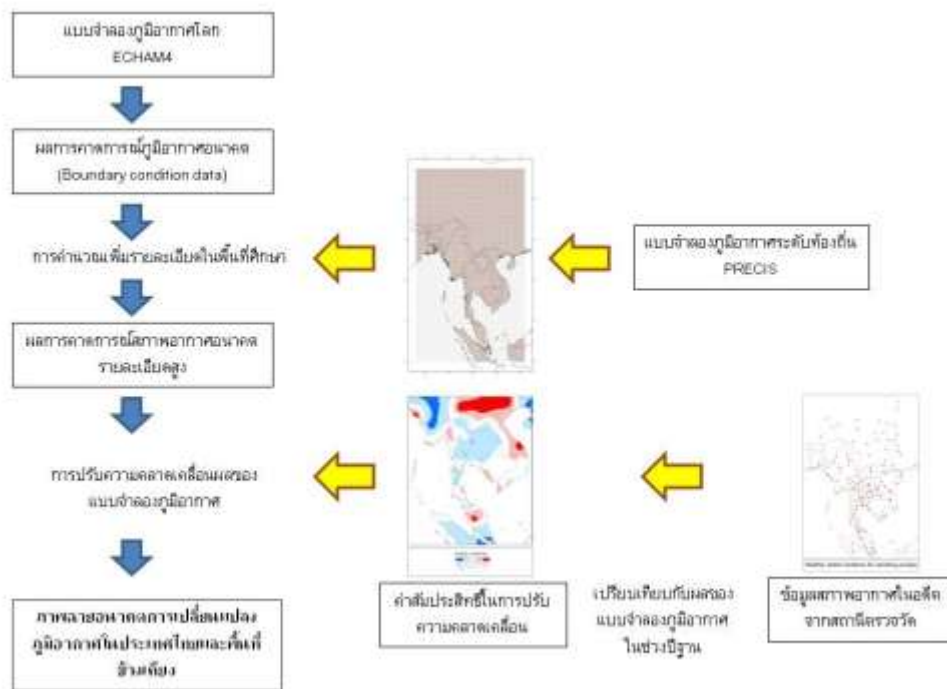 แบบจำลองภูมิอากาศโลก
ECHAM4
ผลการคาดการณ์ภูมิอากาศอนาคต
(Boundary condition data)
การคำนวณเพิ่มรายละเอียดในพื้นที่ศึกษา
แบบจำลองภูมิอากาศระดับท้องถิ่น
PRECIS
ผลการคาดการณ์สภาพอากาศอนาคต
รายละเอียดสูง
การปรับความคลาดเคลื่อนผลของ
แบบจำลองภูมิอากาศ
ค่าสัมประสิทธิ์ในการปรับ
ความคลาดเคลื่อน
เปรียบเทียบกับผลของ
แบบจำลองภูมิอากาศ
ในช่วงปีฐาน
ข้อมูลสภาพอากาศในอดีต
จากสถานีตรวจวัด
ภาพฉายอนาคตการเปลี่ยนแปลง
ภูมิอากาศในประเทศไทยและพื้นที่
ข้างเคียง